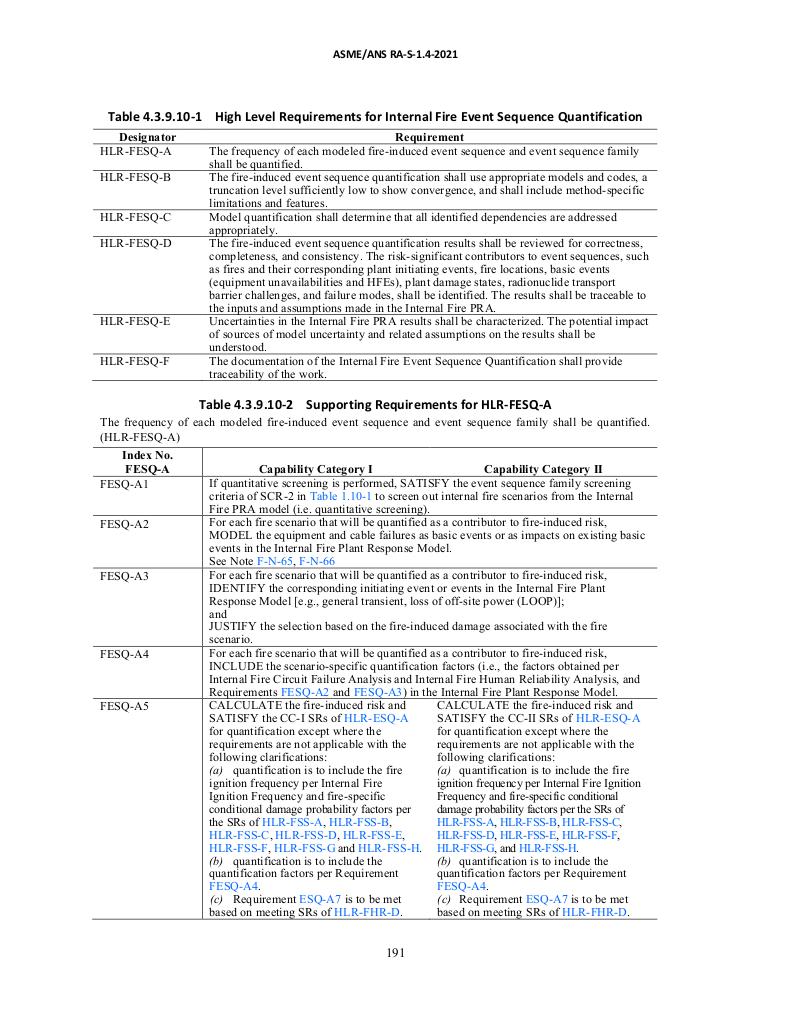 ASME/ANS RA-S-1.4-2021
Table 4.3.9.10-1 High Level Requirements for Internal Fire Event Sequence Quantification
Designator Requirement
HLR-FESQ-A The frequency of each modeled fire-induced event sequence and event sequence family
shall be quantified.
HLR-FESQ-B The fire-induced event sequence quantification shall use appropriate models and codes, a
truncation level sufficiently low to show convergence, and shall include method-specific
limitations and features.
HLR-FESQ-C Model quantification shall determine that all identified dependencies are addressed
appropriately.
HLR-FESQ-D The fire-induced event sequence quantification results shall be reviewed for correctness,
completeness, and consistency. The risk-significant contributors to event sequences, such
as fires and their corresponding plant initiating events, fire locations, basic events
(equipment unavailabilities and HFEs), plant damage states, radionuclide transport
barrier challenges, and failure modes, shall be identified. The results shall be traceable to
the inputs and assumptions made in the Internal Fire PRA.
HLR-FESQ-E Uncertainties in the Internal Fire PRA results shall be characterized. The potential impact
of sources of model uncertainty and related assumptions on the results shall be
understood.
HLR-FESQ-F The documentation of the Internal Fire Event Sequence Quantification shall provide
traceability of the work.
Table 4.3.9.10-2 Supporting Requirements for HLR-FESQ-A
The frequency of each modeled fire-induced event sequence and event sequence family shall be quantified.
(HLR-FESQ-A)
Index No.
FESQ-A Capability Category I Capability Category II
FESQ-A1 If quantitative screening is performed, SATISFY the event sequence family screening
criteria of SCR-2 in Table 1.10-1 to screen out internal fire scenarios from the Internal
Fire PRA model (i.e. quantitative screening).
FESQ-A2 For each fire scenario that will be quantified as a contributor to fire-induced risk,
MODEL the equipment and cable failures as basic events or as impacts on existing basic
events in the Internal Fire Plant Response Model.
See Note F-N-65, F-N-66
FESQ-A3 For each fire scenario that will be quantified as a contributor to fire-induced risk,
IDENTIFY the corresponding initiating event or events in the Internal Fire Plant
Response Model [e.g., general transient, loss of off-site power (LOOP)];
and
JUSTIFY the selection based on the fire-induced damage associated with the fire
scenario.
FESQ-A4 For each fire scenario that will be quantified as a contributor to fire-induced risk,
INCLUDE the scenario-specific quantification factors (i.e., the factors obtained per
Internal Fire Circuit Failure Analysis and Internal Fire Human Reliability Analysis, and
Requirements FESQ-A2 and FESQ-A3) in the Internal Fire Plant Response Model.
FESQ-A5 CALCULATE the fire-induced risk and
SATISFY the CC-I SRs of HLR-ESQ-A
for quantification except where the
requirements are not applicable with the
following clarifications:
(a) quantification is to include the fire
ignition frequency per Internal Fire
Ignition Frequency and fire-specific
conditional damage probability factors per
the SRs of HLR-FSS-A, HLR-FSS-B,
HLR-FSS-C, HLR-FSS-D, HLR-FSS-E,
HLR-FSS-F, HLR-FSS-G and HLR-FSS-H.
(b) quantification is to include the
quantification factors per Requirement
FESQ-A4.
(c) Requirement ESQ-A7 is to be met
based on meeting SRs of HLR-FHR-D.
CALCULATE the fire-induced risk and
SATISFY the CC-II SRs of HLR-ESQ-A
for quantification except where the
requirements are not applicable with the
following clarifications:
(a) quantification is to include the fire
ignition frequency per Internal Fire Ignition
Frequency and fire-specific conditional
damage probability factors per the SRs of
HLR-FSS-A, HLR-FSS-B, HLR-FSS-C,
HLR-FSS-D, HLR-FSS-E, HLR-FSS-F,
HLR-FSS-G, and HLR-FSS-H.
(b) quantification is to include the
quantification factors per Requirement
FESQ-A4.
(c) Requirement ESQ-A7 is to be met
based on meeting SRs of HLR-FHR-D.
191